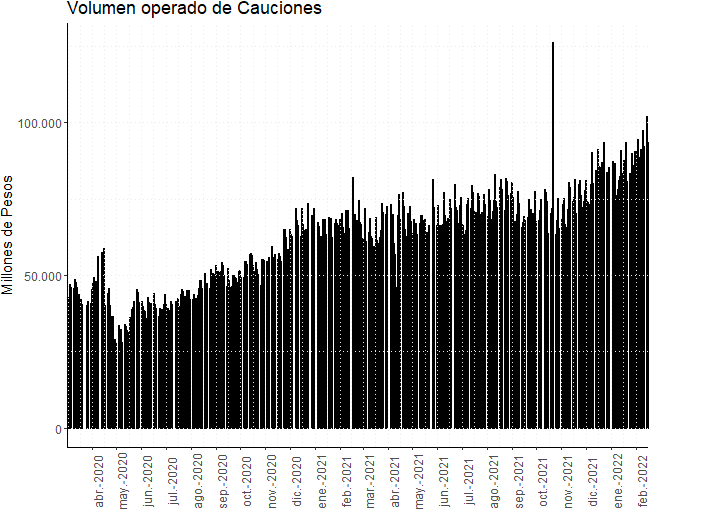 Volumen operado de Cauciones
Millones de Pesos
100.000
50.000
0
abr.-2020
may.-2020
jun.-2020
jul.-2020
ago.-2020
sep.-2020
oct.-2020
nov.-2020
dic.-2020
ene.-2021
feb.-2021
mar.-2021
abr.-2021
may.-2021
jun.-2021
jul.-2021
ago.-2021
sep.-2021
oct.-2021
nov.-2021
dic.-2021
ene.-2022
feb.-2022